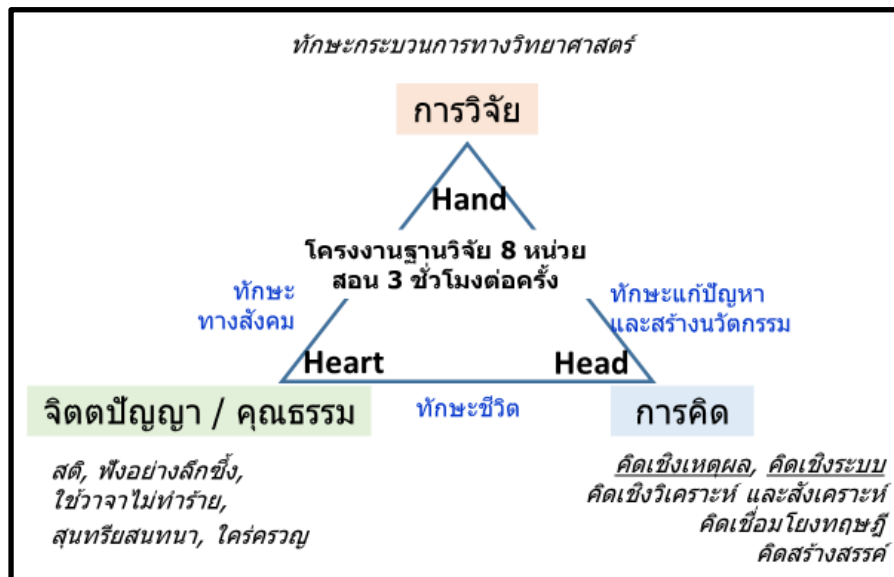 ทักษะกระบวนการทางวิทยาศาสตร์
การวิจัย
Hand
โครงงานฐานวิจัย 8 หน่วย
สอน 3 ชั่วโมงต่อครั้ง
ทักษะ
ทางสังคม
ทักษะแก้ปัญหา
และสร้างนวัตกรรม
Heart
Head
จิตตปัญญา / คุณธรรม
ทักษะชีวิต
การคิด
สติ, ฟังอย่างลึกซึ้ง,
ใช้วาจาไม่ทำร้าย,
สุนทรียสนทนา, ใคร่ครวญ
คิดเชิงเหตุผล, คิดเชิงระบบ
คิดเชิงวิเคราะห์ และสังเคราะห์
คิดเชื่อมโยงทฤษฎี
คิดสร้างสรรค์